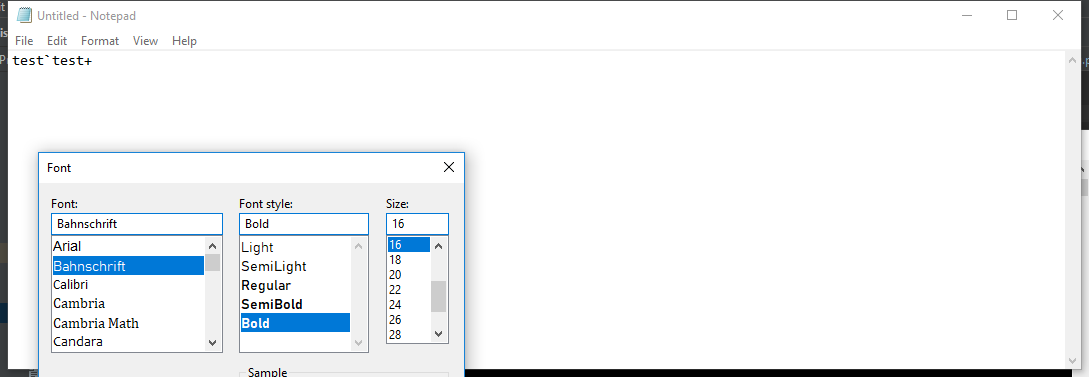 Untitled - Notepad
File Edit Format View Help
test`test+
Font
Font: Font style: Size:
Bahnschrift Bold 16
Arial Light 16
Bahnschrift SemiLight 18
Calibri Regular 20
Cambria SemiBold 22
Cambria Math Bold 24
Candara 26
28
Sample